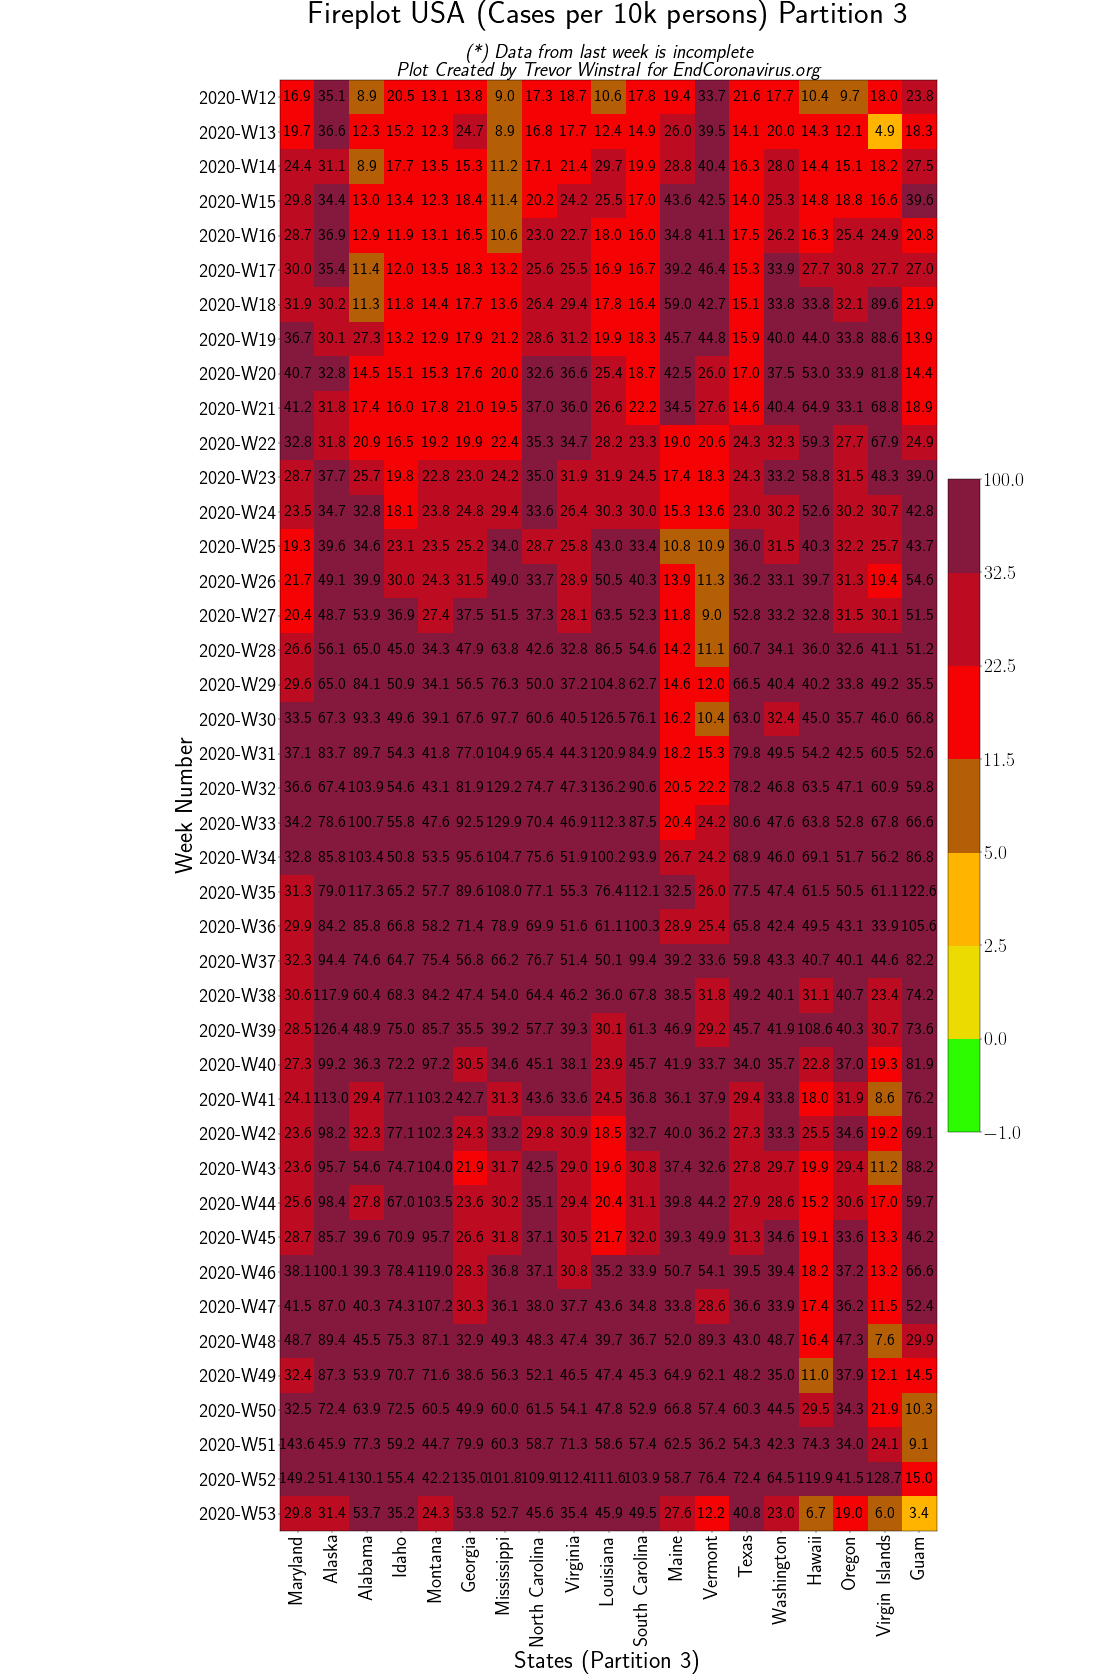 Fireplot USA (Cases per 10k persons) Partition 3
(*) Data from last week is incomplete
Plot Created by Trevor Winstral for EndCoronavirus.org
2020-W12 16.9 35.1 8.9 20.5 13.1 13.8 9.0 17.3 18.7 10.6 17.8 19.4 33.7 21.6 17.7 10.4 9.7 18.0 23.8
2020-W13 19.7 36.6 12.3 15.2 12.3 24.7 8.9 16.8 17.7 12.4 14.9 26.0 39.5 14.1 20.0 14.3 12.1 4.9 18.3
2020-W14 24.4 31.1 8.9 17.7 13.5 15.3 11.2 17.1 21.4 29.7 19.9 28.8 40.4 16.3 28.0 14.4 15.1 18.2 27.5
2020-W15 29.8 34.4 13.0 13.4 12.3 18.4 11.4 20.2 24.2 25.5 17.0 43.6 42.5 14.0 25.3 14.8 18.8 16.6 39.6
2020-W16 28.7 36.9 12.9 11.9 13.1 16.5 10.6 23.0 22.7 18.0 16.0 34.8 41.1 17.5 26.2 16.3 25.4 24.9 20.8
2020-W17 30.0 35.4 11.4 12.0 13.5 18.3 13.2 25.6 25.5 16.9 16.7 39.2 46.4 15.3 33.9 27.7 30.8 27.7 27.0
2020-W18 31.9 30.2 11.3 11.8 14.4 17.7 13.6 26.4 29.4 17.8 16.4 59.0 42.7 15.1 33.8 33.8 32.1 89.6 21.9
2020-W19 36.7 30.1 27.3 13.2 12.9 17.9 21.2 28.6 31.2 19.9 18.3 45.7 44.8 15.9 40.0 44.0 33.8 88.6 13.9
2020-W20 40.7 32.8 14.5 15.1 15.3 17.6 20.0 32.6 36.6 25.4 18.7 42.5 26.0 17.0 37.5 53.0 33.9 81.8 14.4
2020-W21 41.2 31.8 17.4 16.0 17.8 21.0 19.5 37.0 36.0 26.6 22.2 34.5 27.6 14.6 40.4 64.9 33.1 68.8 18.9
2020-W22 32.8 31.8 20.9 16.5 19.2 19.9 22.4 35.3 34.7 28.2 23.3 19.0 20.6 24.3 32.3 59.3 27.7 67.9 24.9
2020-W23 28.7 37.7 25.7 19.8 22.8 23.0 24.2 35.0 31.9 31.9 24.5 17.4 18.3 24.3 33.2 58.8 31.5 48.3 39.0
2020-W24 23.5 34.7 32.8 18.1 23.8 24.8 29.4 33.6 26.4 30.3 30.0 15.3 13.6 23.0 30.2 52.6 30.2 30.7 42.8
2020-W25 19.3 39.6 34.6 23.1 23.5 25.2 34.0 28.7 25.8 43.0 33.4 10.8 10.9 36.0 31.5 40.3 32.2 25.7 43.7
2020-W26 21.7 49.1 39.9 30.0 24.3 31.5 49.0 33.7 28.9 50.5 40.3 13.9 11.3 36.2 33.1 39.7 31.3 19.4 54.6
2020-W27 20.4 48.7 53.9 36.9 27.4 37.5 51.5 37.3 28.1 63.5 52.3 11.8 9.0 52.8 33.2 32.8 31.5 30.1 51.5
2020-W28 26.6 56.1 65.0 45.0 34.3 47.9 63.8 42.6 32.8 86.5 54.6 14.2 11.1 60.7 34.1 36.0 32.6 41.1 51.2
2020-W29 29.6 65.0 84.1 50.9 34.1 56.5 76.3 50.0 37.2 104.8 62.7 14.6 12.0 66.5 40.4 40.2 33.8 49.2 35.5
2020-W30 33.5 67.3 93.3 49.6 39.1 67.6 97.7 60.6 40.5 126.5 76.1 16.2 10.4 63.0 32.4 45.0 35.7 46.0 66.8
2020-W31 37.1 83.7 89.7 54.3 41.8 77.0 104.9 65.4 44.3 120.9 84.9 18.2 15.3 79.8 49.5 54.2 42.5 60.5 52.6
2020-W32 36.6 67.4 103.9 54.6 43.1 81.9 129.2 74.7 47.3 136.2 90.6 20.5 22.2 78.2 46.8 63.5 47.1 60.9 59.8
2020-W33 34.2 78.6 100.7 55.8 47.6 92.5 129.9 70.4 46.9 112.3 87.5 20.4 24.2 80.6 47.6 63.8 52.8 67.8 66.6
2020-W34 32.8 85.8 103.4 50.8 53.5 95.6 104.7 75.6 51.9 100.2 93.9 26.7 24.2 68.9 46.0 69.1 51.7 56.2 86.8
2020-W35 31.3 79.0 117.3 65.2 57.7 89.6 108.0 77.1 55.3 76.4 112.1 32.5 26.0 77.5 47.4 61.5 50.5 61.1 122.6
2020-W36 29.9 84.2 85.8 66.8 58.2 71.4 78.9 69.9 51.6 61.1 100.3 28.9 25.4 65.8 42.4 49.5 43.1 33.9 105.6
2020-W37 32.3 94.4 74.6 64.7 75.4 56.8 66.2 76.7 51.4 50.1 99.4 39.2 33.6 59.8 43.3 40.7 40.1 44.6 82.2
2020-W38 30.6 117.9 60.4 68.3 84.2 47.4 54.0 64.4 46.2 36.0 67.8 38.5 31.8 49.2 40.1 31.1 40.7 23.4 74.2
2020-W39 28.5 126.4 48.9 75.0 85.7 35.5 39.2 57.7 39.3 30.1 61.3 46.9 29.2 45.7 41.9 108.6 40.3 30.7 73.6
2020-W40 27.3 99.2 36.3 72.2 97.2 30.5 34.6 45.1 38.1 23.9 45.7 41.9 33.7 34.0 35.7 22.8 37.0 19.3 81.9
2020-W41 24.1 113.0 29.4 77.1 103.2 42.7 31.3 43.6 33.6 24.5 36.8 36.1 37.9 29.4 33.8 18.0 31.9 8.6 76.2
2020-W42 23.6 98.2 32.3 77.1 102.3 24.3 33.2 29.8 30.9 18.5 32.7 40.0 36.2 27.3 33.3 25.5 34.6 19.2 69.1
2020-W43 23.6 95.7 54.6 74.7 104.0 21.9 31.7 42.5 29.0 19.6 30.8 37.4 32.6 27.8 29.7 19.9 29.4 11.2 88.2
2020-W44 25.6 98.4 27.8 67.0 103.5 23.6 30.2 35.1 29.4 20.4 31.1 39.8 44.2 27.9 28.6 15.2 30.6 17.0 59.7
2020-W45 28.7 85.7 39.6 70.9 95.7 26.6 31.8 37.1 30.5 21.7 32.0 39.3 49.9 31.3 34.6 19.1 33.6 13.3 46.2
2020-W46 38.1 100.1 39.3 78.4 119.0 28.3 36.8 37.1 30.8 35.2 33.9 50.7 54.1 39.5 39.4 18.2 37.2 13.2 66.6
2020-W47 41.5 87.0 40.3 74.3 107.2 30.3 36.1 38.0 37.7 43.6 34.8 33.8 28.6 36.6 33.9 17.4 36.2 11.5 52.4
2020-W48 48.7 89.4 45.5 75.3 87.1 32.9 49.3 48.3 47.4 39.7 36.7 52.0 89.3 43.0 48.7 16.4 47.3 7.6 29.9
2020-W49 32.4 87.3 53.9 70.7 71.6 38.6 56.3 52.1 46.5 47.4 45.3 64.9 62.1 48.2 35.0 11.0 37.9 12.1 14.5
2020-W50 32.5 72.4 63.9 72.5 60.5 49.9 60.0 61.5 54.1 47.8 52.9 66.8 57.4 60.3 44.5 29.5 34.3 21.9 10.3
2020-W51 143.6 45.9 77.3 59.2 44.7 79.9 60.3 58.7 71.3 58.6 57.4 62.5 36.2 54.3 42.3 74.3 34.0 24.1 9.1
2020-W52 149.2 51.4 130.1 55.4 42.2 135.0 101.8 109.9 112.4 111.6 103.9 58.7 76.4 72.4 64.5 119.9 41.5 128.7 15.0
2020-W53 29.8 31.4 53.7 35.2 24.3 53.8 52.7 45.6 35.4 45.9 49.5 27.6 12.2 40.8 23.0 6.7 19.0 6.0 3.4
Week Number
Maryland Alaska Alabama Idaho Montana Georgia Mississippi North Carolina Virginia Louisiana South Carolina Maine Vermont Texas Washington Hawaii Oregon Virgin Islands Guam
States (Partition 3)
100.0
32.5
22.5
11.5
5.0
2.5
0.0
−1.0